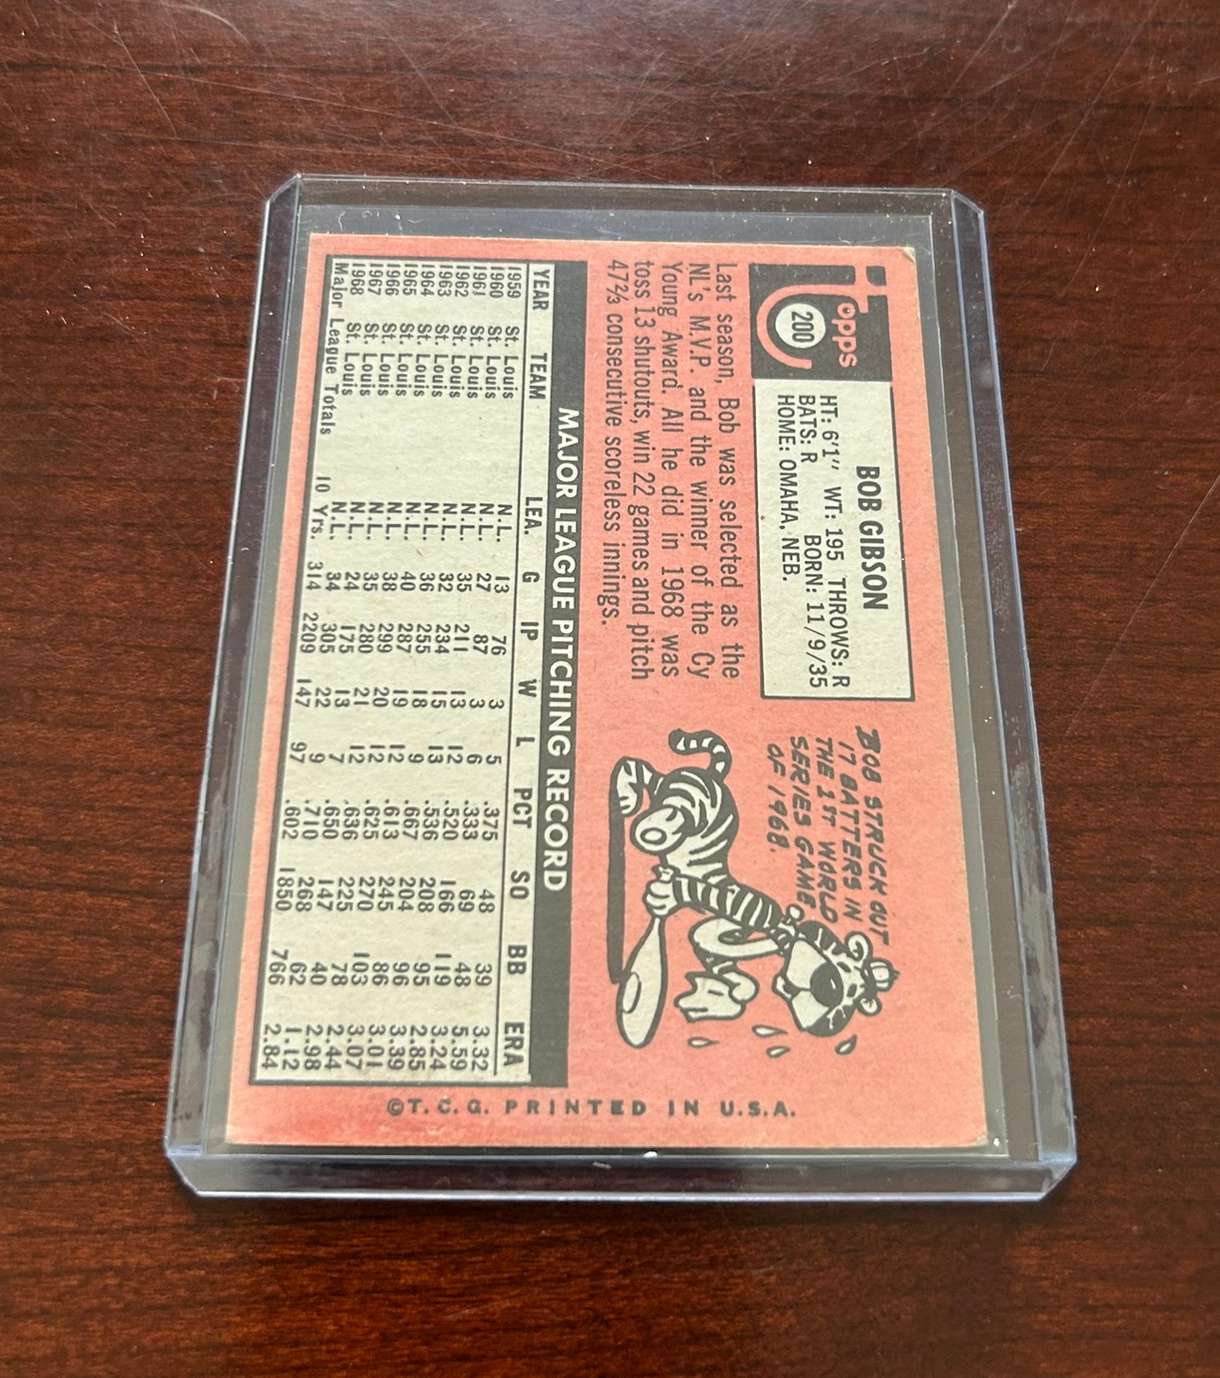 Topps
200
BOB GIBSON
HT: 6'1" WT: 195 THROWS: R
BATS: R BORN: 11/9/35
HOME: OMAHA, NEB.
BOB STRUCK OUT
17 BATTERS IN
THE 1ST WORLD
SERIES GAME
OF 1968.
Last season, Bob was selected as the
NL's M.V.P. and the winner of the Cy
Young Award. All he did in 1968 was
toss 13 shutouts, win 22 games and pitch
47⅔ consecutive scoreless innings.
MAJOR LEAGUE PITCHING RECORD
YEAR TEAM LEA. G IP W L PCT SO BB ERA
1959 St. Louis N.L. 13 76 3 5 .375 48 39 3.32
1960 St. Louis N.L. 27 87 3 6 .333 69 48 5.59
1961 St. Louis N.L. 35 211 13 12 .520 166 119 3.24
1962 St. Louis N.L. 32 234 15 13 .536 208 95 2.85
1963 St. Louis N.L. 36 255 18 9 .667 204 96 3.39
1964 St. Louis N.L. 40 287 19 12 .613 245 86 3.01
1965 St. Louis N.L. 38 299 20 12 .625 270 103 3.07
1966 St. Louis N.L. 35 280 21 12 .636 225 78 2.44
1967 St. Louis N.L. 24 175 13 7 .650 147 40 2.98
1968 St. Louis N.L. 34 305 22 9 .710 268 62 1.12
Major League Totals 10 Yrs. 314 2209 147 97 .602 1850 766 2.84
©T.C.G. PRINTED IN U.S.A.